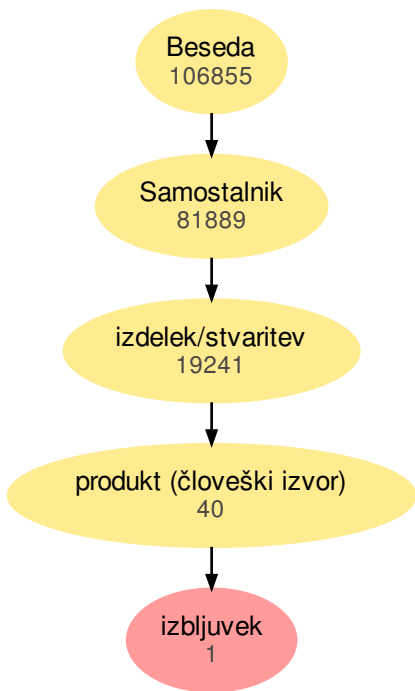 Beseda
106855
Samostalnik
81889
izdelek/stvaritev
19241
produkt (človeški izvor)
40
izbljuvek
1